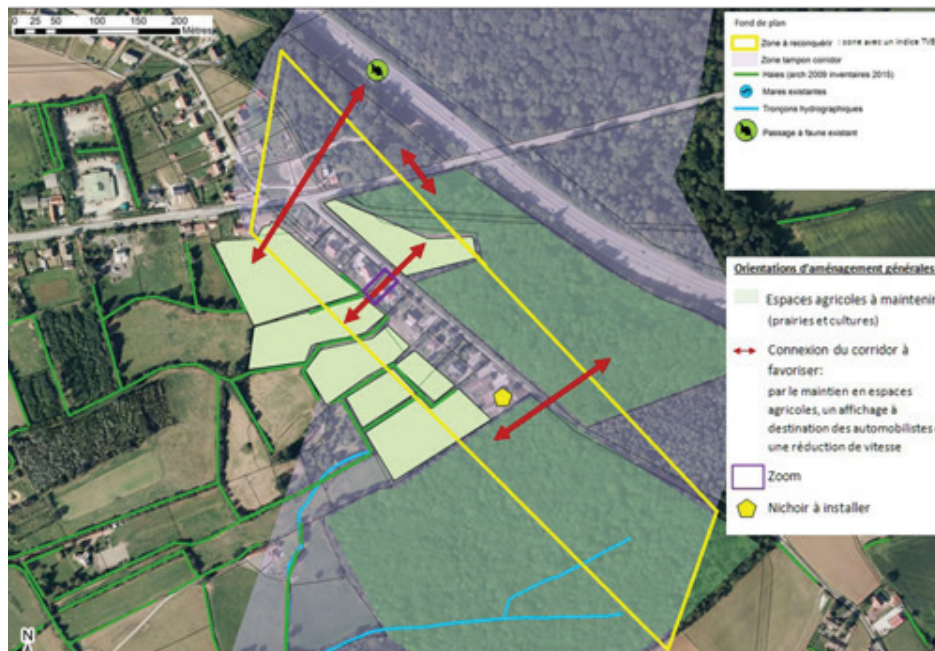 0 25 50 100 150 200
Mètres
Fond de plan
Zone à reconquérir : zone avec un indice TVB
Zone tampon corridor
Haies (arch 2009 inventaires 2015)
Mares existantes
Tronçons hydrographiques
Passage à faune existant
Orientations d'aménagement générales
Espaces agricoles à maintenir
(prairies et cultures)
Connexion du corridor à
favoriser:
par le maintien en espaces
agricoles, un affichage à
destination des automobilistes
une réduction de vitesse
Zoom
Nichoir à installer
N